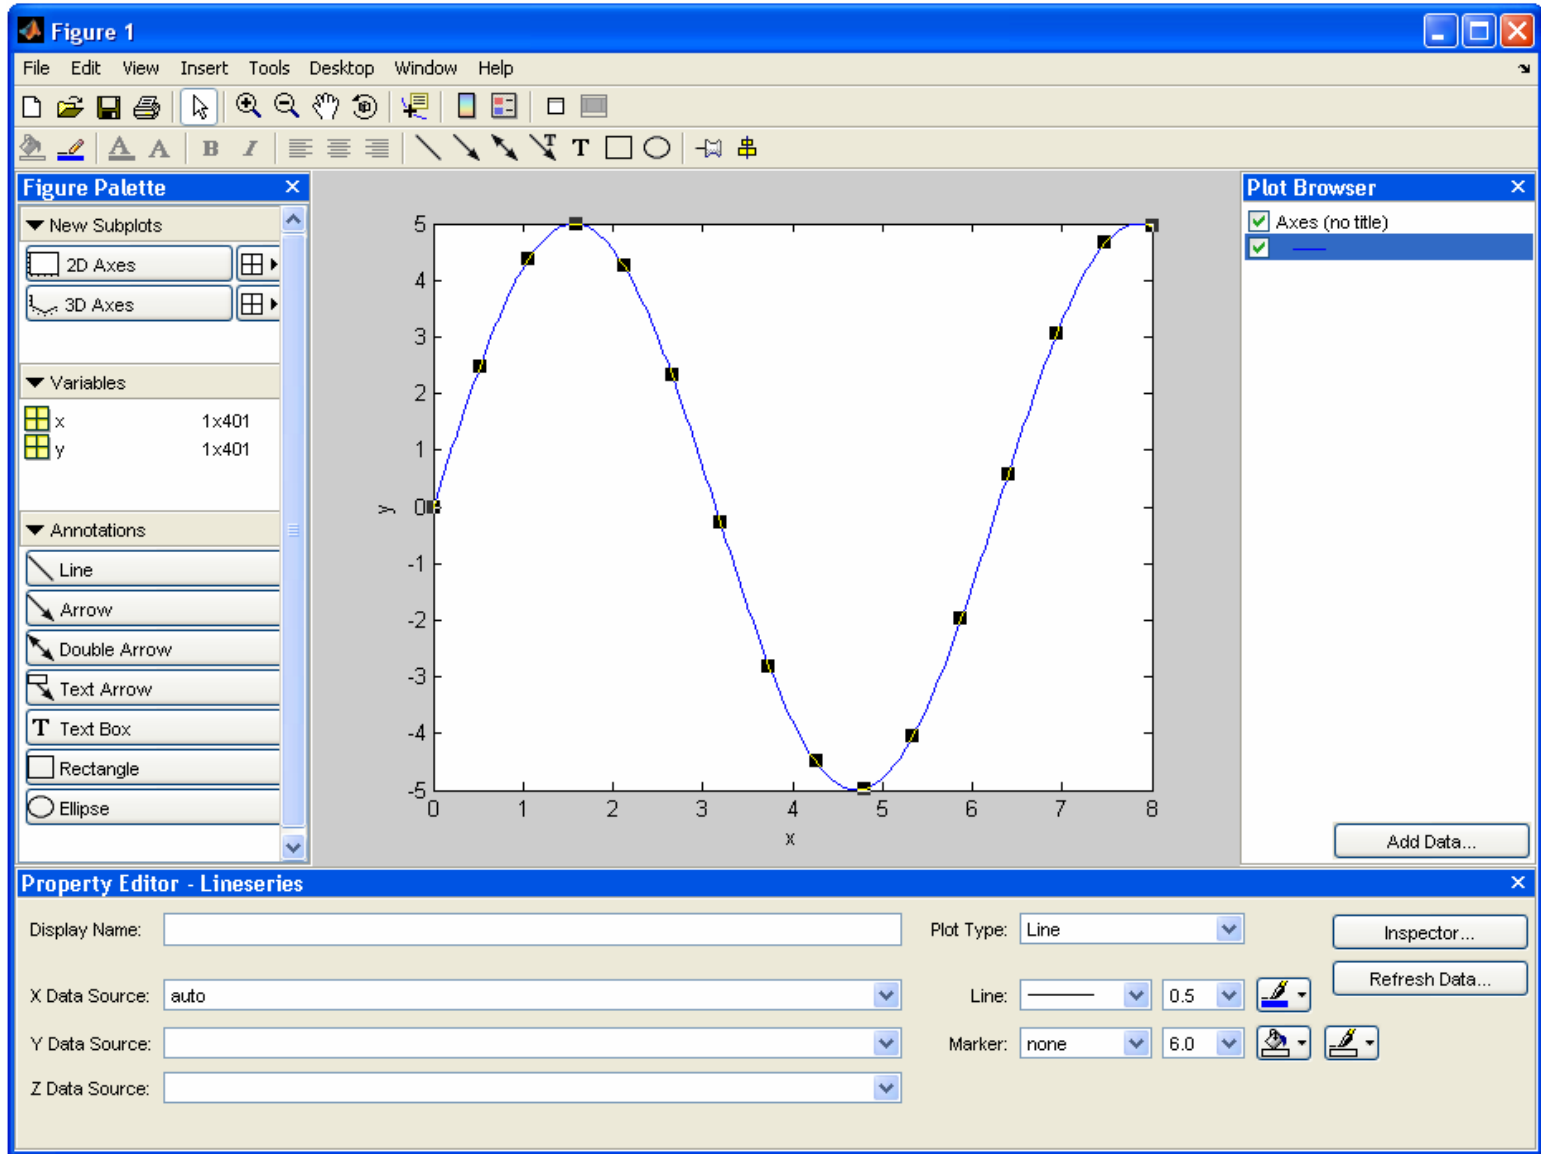 Figure 1
File Edit View Insert Tools Desktop Window Help
A A B I T T
Figure Palette
New Subplots
2D Axes
3D Axes
Variables
x 1x401
y 1x401
Annotations
Line
Arrow
Double Arrow
Text Arrow
T Text Box
Rectangle
Ellipse
5
4
3
2
1
0
-1
-2
-3
-4
-5
y
0 1 2 3 4 5 6 7 8
x
Plot Browser
Axes (no title)
Add Data...
Property Editor - Lineseries
Display Name: Plot Type: Line Inspector...
X Data Source: auto Line: 0.5 Refresh Data...
Y Data Source: Marker: none 6.0
Z Data Source: